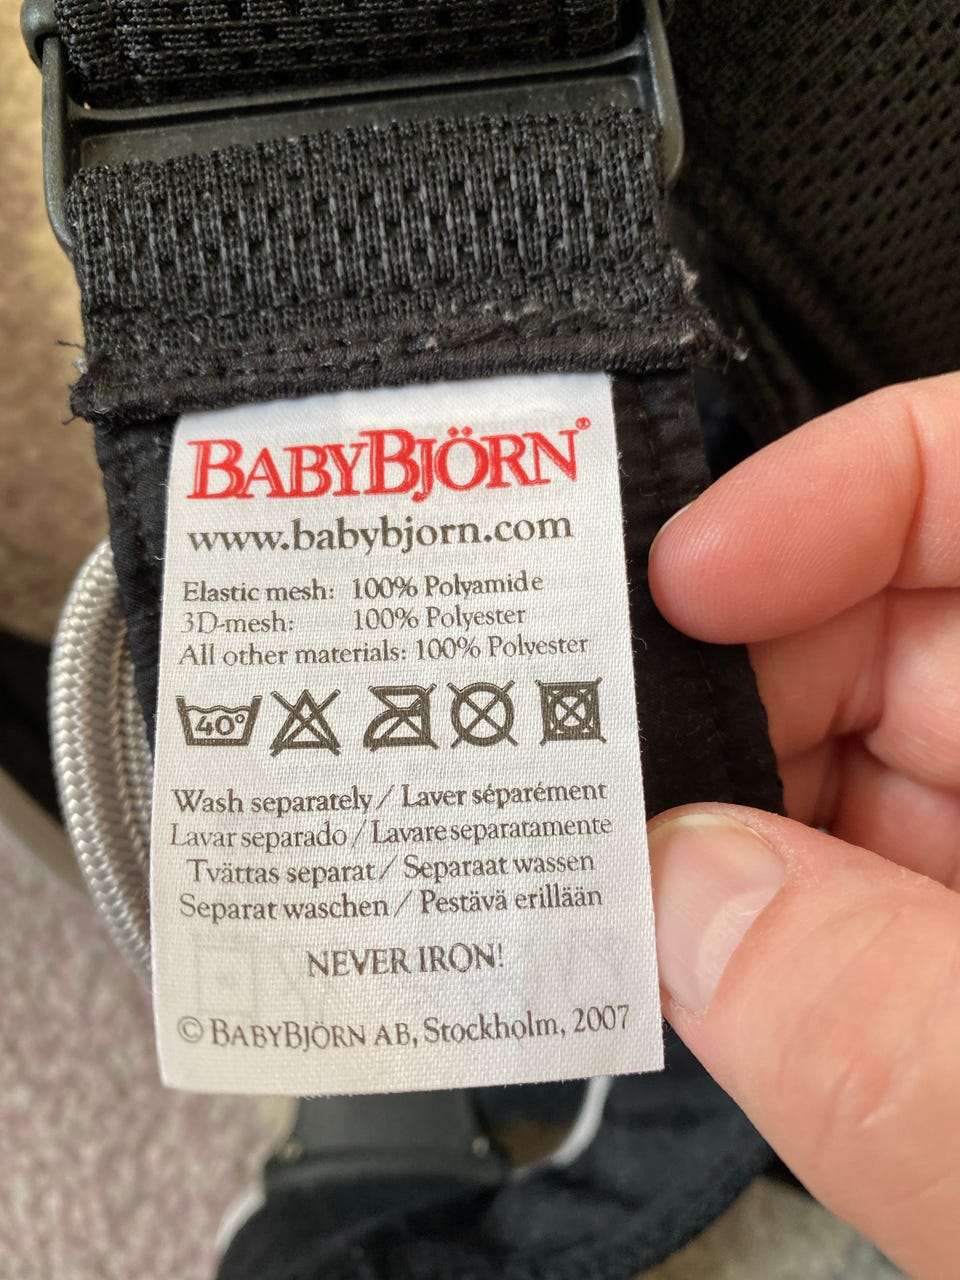 BABYBJÖRN®
www.babybjorn.com
Elastic mesh: 100% Polyamide
3D-mesh: 100% Polyester
All other materials: 100% Polyester
40°
Wash separately / Laver séparément
Lavar separado / Lavare separatamente
Tvättas separat / Separaat wassen
Separat waschen / Pestävä erillään
NEVER IRON!
© BABYBJÖRN AB, Stockholm, 2007